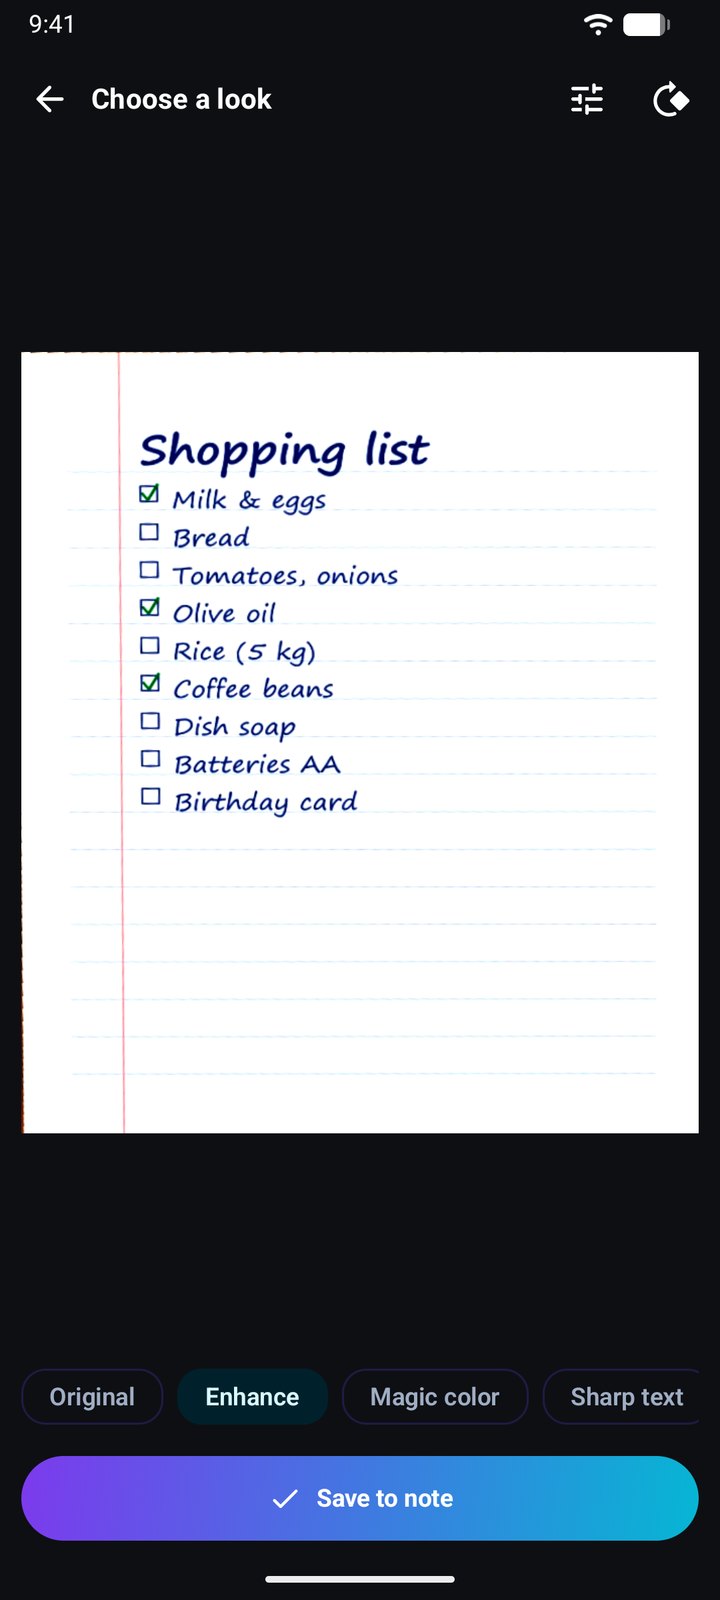 9:41
Choose a look
Shopping list
☑ Milk & eggs
☐ Bread
☐ Tomatoes, onions
☑ Olive oil
☐ Rice (5 kg)
☑ Coffee beans
☐ Dish soap
☐ Batteries AA
☐ Birthday card
Original Enhance Magic color Sharp text
Save to note